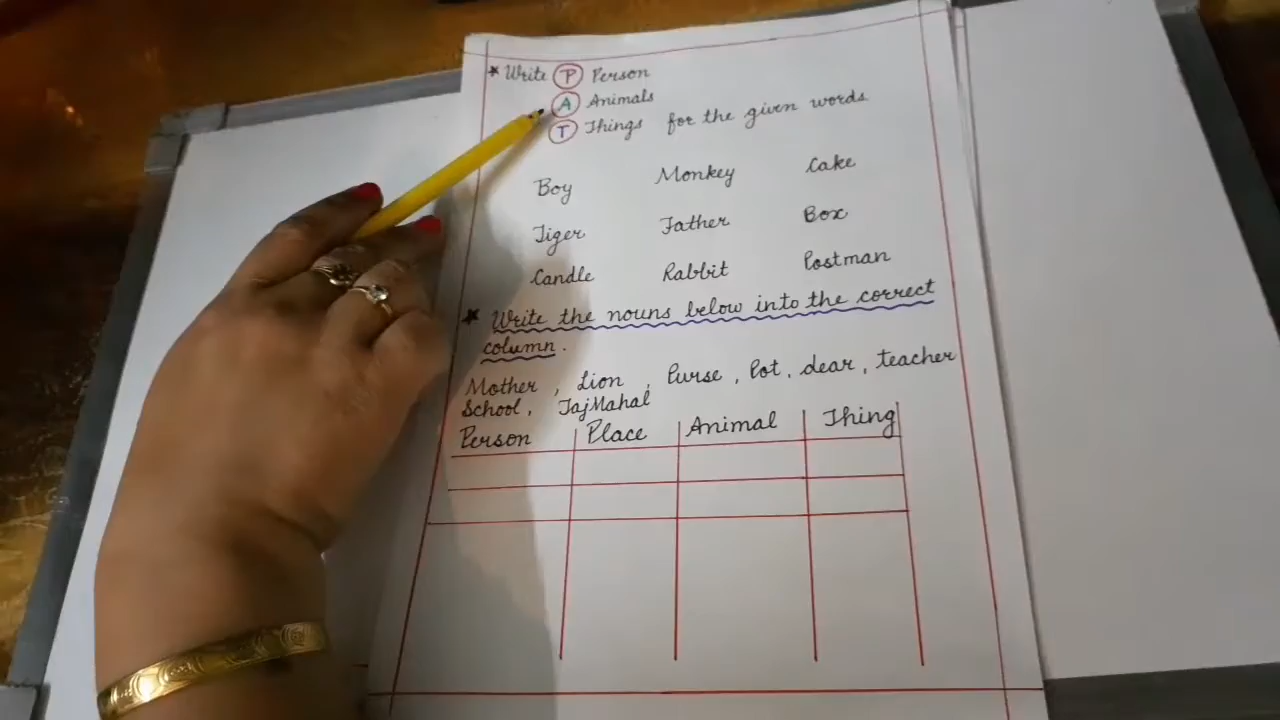 ★ Write P Person
A Animals
T Things for the given words
Boy Monkey Cake
Tiger Father Box
Candle Rabbit Postman
★ Write the nouns below into the correct
column.
Mother, Lion, Purse, Pot, dear, teacher
School, TajMahal
Person Place Animal Thing